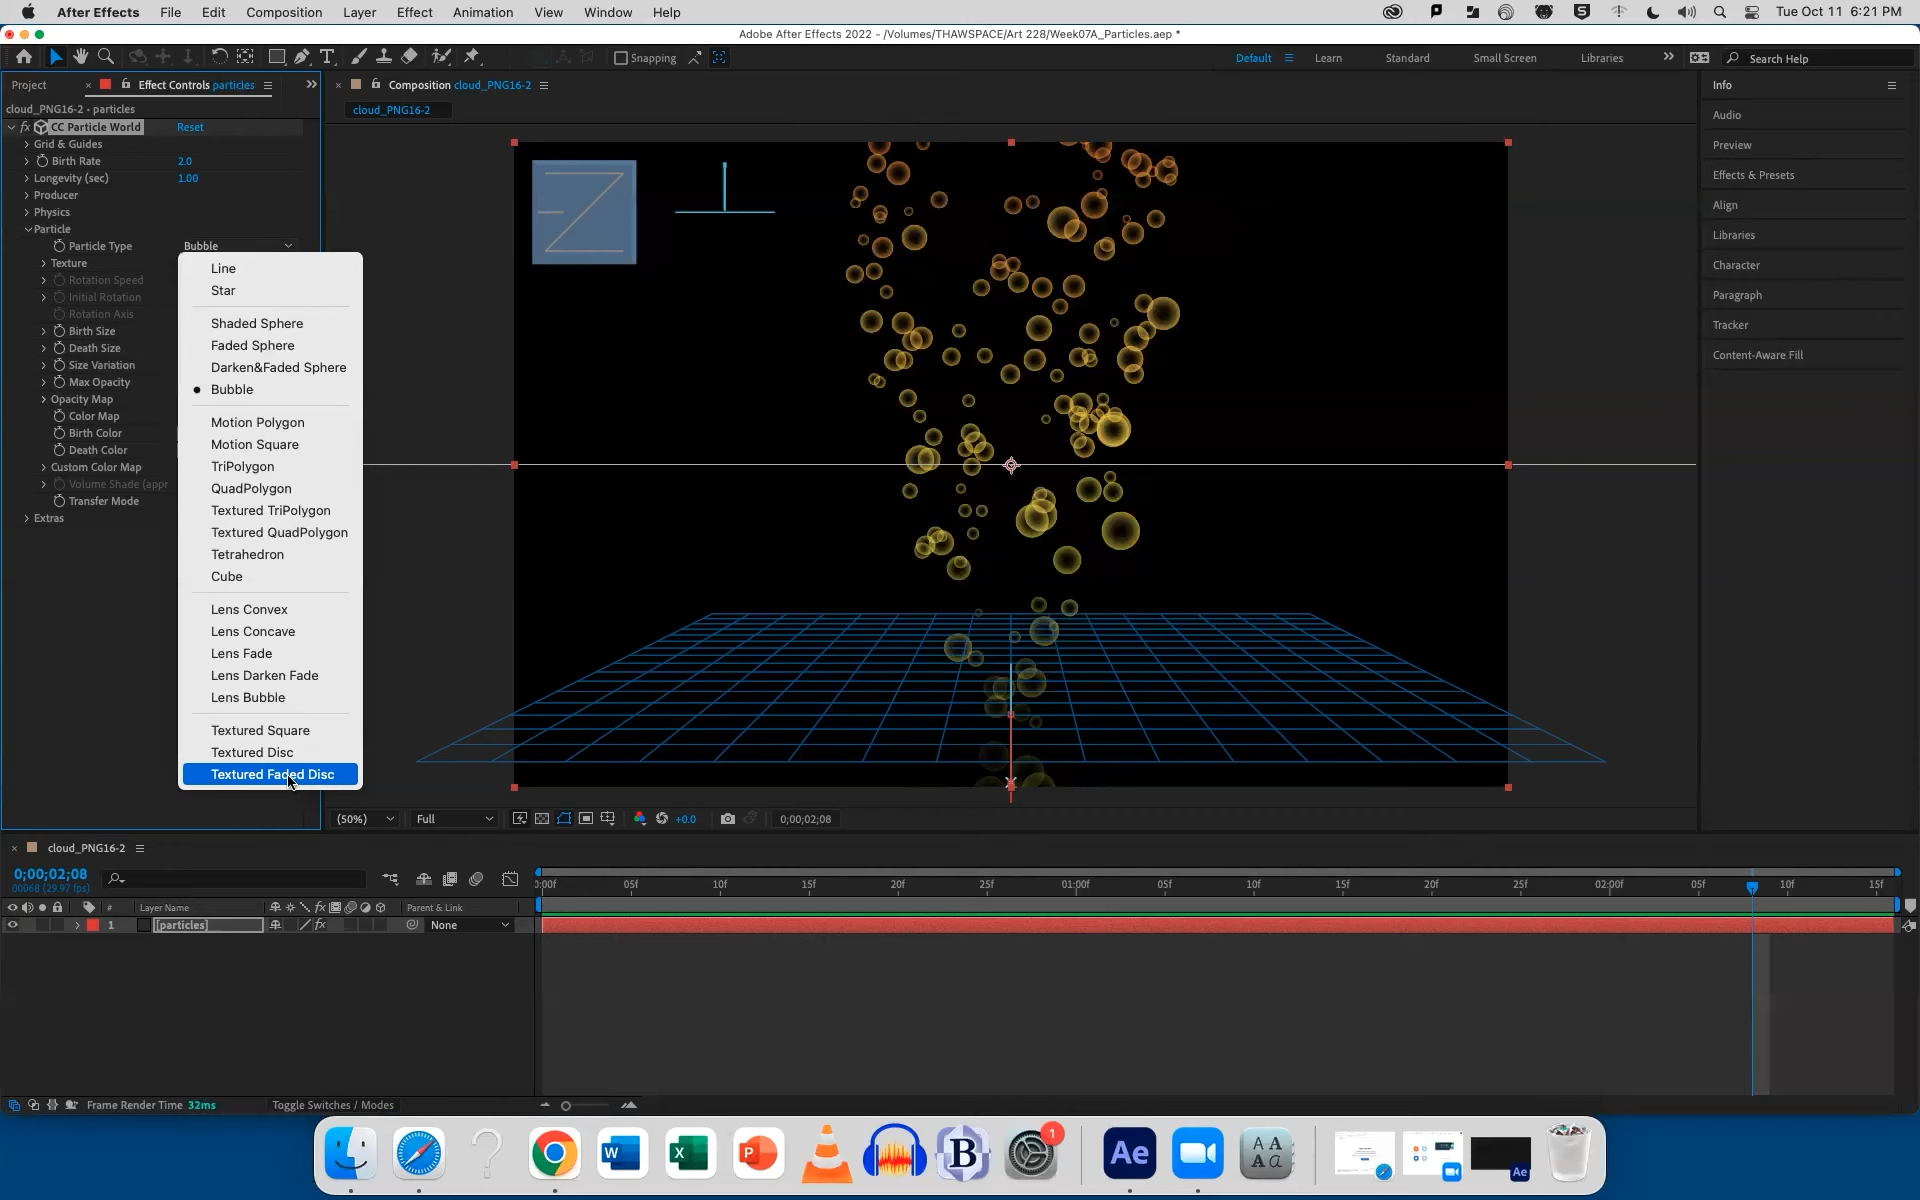 After Effects File Edit Composition Layer Effect Animation View Window Help Tue Oct 11 6:21 PM
Adobe After Effects 2022 - /Volumes/THAWSPACE/Art 228/Week07A_Particles.aep *
Snapping Default Learn Standard Small Screen Libraries Search Help
Project Effect Controls particles
Composition cloud_PNG16-2
cloud_PNG16-2 • particles
cloud_PNG16-2
fx CC Particle World Reset
Grid & Guides
Birth Rate 2.0
Longevity (sec) 1.00
Producer
Physics
Particle
Particle Type Bubble
Texture
Rotation Speed
Initial Rotation
Rotation Axis
Birth Size
Death Size
Size Variation
Max Opacity
Opacity Map
Color Map
Birth Color
Death Color
Custom Color Map
Volume Shade (appr
Transfer Mode
Extras
Line
Star
Shaded Sphere
Faded Sphere
Darken&Faded Sphere
Bubble
Motion Polygon
Motion Square
TriPolygon
QuadPolygon
Textured TriPolygon
Textured QuadPolygon
Tetrahedron
Cube
Lens Convex
Lens Concave
Lens Fade
Lens Darken Fade
Lens Bubble
Textured Square
Textured Disc
Textured Faded Disc
Info
Audio
Preview
Effects & Presets
Align
Libraries
Character
Paragraph
Tracker
Content-Aware Fill
(50%) Full +0.0 0;00;02;08
cloud_PNG16-2
0;00;02;08
00068 (29.97 fps)
0:00f 05f 10f 15f 20f 25f 01:00f 05f 10f 15f 20f 25f 02:00f 05f 10f 15f
# Layer Name fx Parent & Link
1 [particles] fx None
Frame Render Time 32ms Toggle Switches / Modes
W X P B 1 Ae A A A a Ae